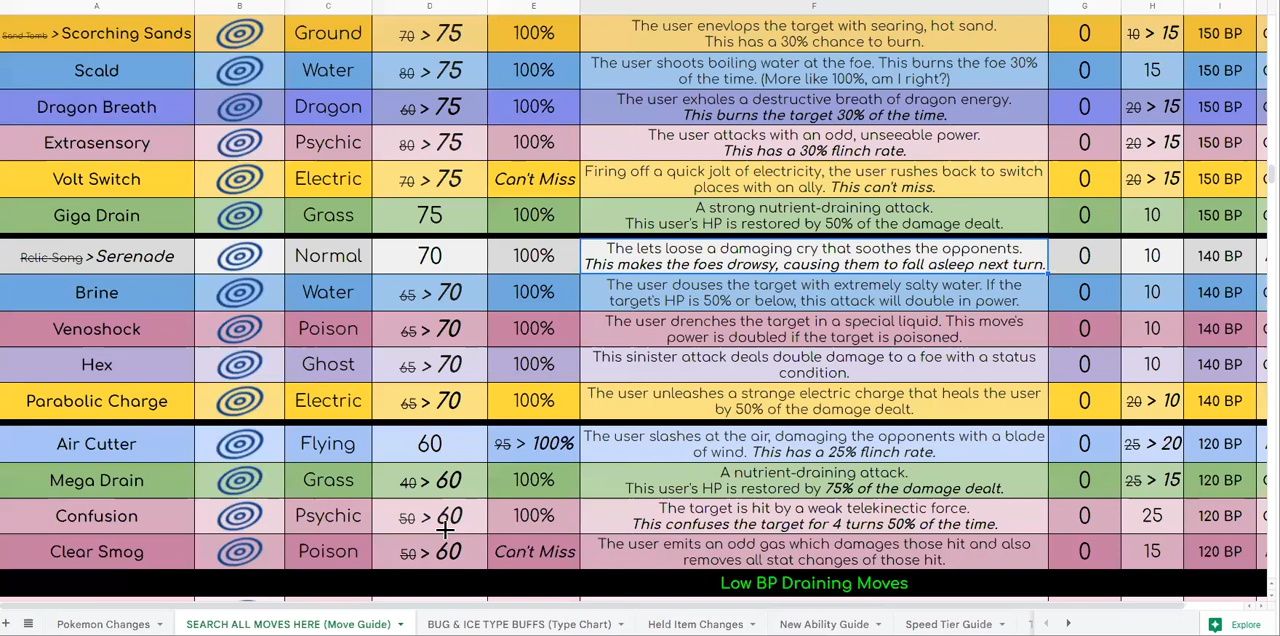 A B C D E F G H I
Sand Tomb > Scorching Sands Ground 70 > 75 100% The user enevlops the target with searing, hot sand. 0 10 > 15 150 BP
This has a 30% chance to burn.
Scald Water 80 > 75 100% The user shoots boiling water at the foe. This burns the foe 30% 0 15 150 BP
of the time. (More like 100%, am I right?)
Dragon Breath Dragon 60 > 75 100% The user exhales a destructive breath of dragon energy. 0 20 > 15 150 BP
This burns the target 30% of the time.
Extrasensory Psychic 80 > 75 100% The user attacks with an odd, unseeable power. 0 20 > 15 150 BP
This has a 30% flinch rate.
Volt Switch Electric 70 > 75 Can't Miss Firing off a quick jolt of electricity, the user rushes back to switch 0 20 > 15 150 BP
places with an ally. This can't miss.
Giga Drain Grass 75 100% A strong nutrient-draining attack. 0 10 150 BP
This user's HP is restored by 50% of the damage dealt.
Relic Song > Serenade Normal 70 100% The lets loose a damaging cry that soothes the opponents. 0 10 140 BP
This makes the foes drowsy, causing them to fall asleep next turn.
Brine Water 65 > 70 100% The user douses the target with extremely salty water. If the 0 10 140 BP
target's HP is 50% or below, this attack will double in power.
Venoshock Poison 65 > 70 100% The user drenches the target in a special liquid. This move's 0 10 140 BP
power is doubled if the target is poisoned.
Hex Ghost 65 > 70 100% This sinister attack deals double damage to a foe with a status 0 10 140 BP
condition.
Parabolic Charge Electric 65 > 70 100% The user unleashes a strange electric charge that heals the user 0 20 > 10 140 BP
by 50% of the damage dealt.
Air Cutter Flying 60 95 > 100% The user slashes at the air, damaging the opponents with a blade 0 25 > 20 120 BP
of wind. This has a 25% flinch rate.
Mega Drain Grass 40 > 60 100% A nutrient-draining attack. 0 25 > 15 120 BP
This user's HP is restored by 75% of the damage dealt.
Confusion Psychic 50 > 60 100% The target is hit by a weak telekinectic force. 0 25 120 BP
This confuses the target for 4 turns 50% of the time.
Clear Smog Poison 50 > 60 Can't Miss The user emits an odd gas which damages those hit and also 0 15 120 BP
removes all stat changes of those hit.
Low BP Draining Moves
Pokemon Changes SEARCH ALL MOVES HERE (Move Guide) BUG & ICE TYPE BUFFS (Type Chart) Held Item Changes New Ability Guide Speed Tier Guide Explore